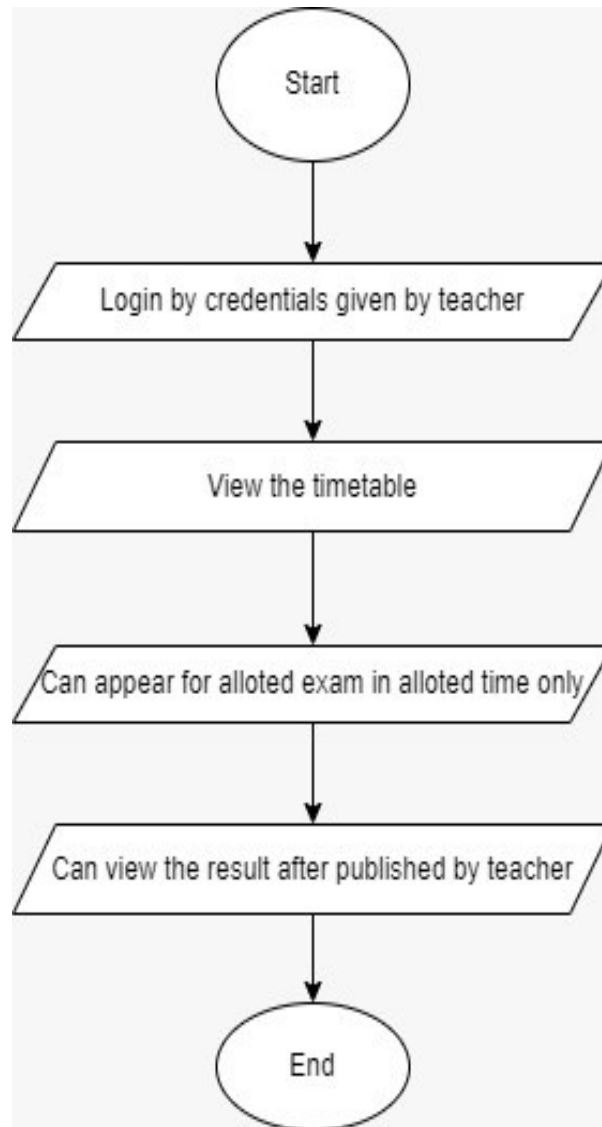 Start
Login by credentials given by teacher
View the timetable
Can appear for alloted exam in alloted time only
Can view the result after published by teacher
End